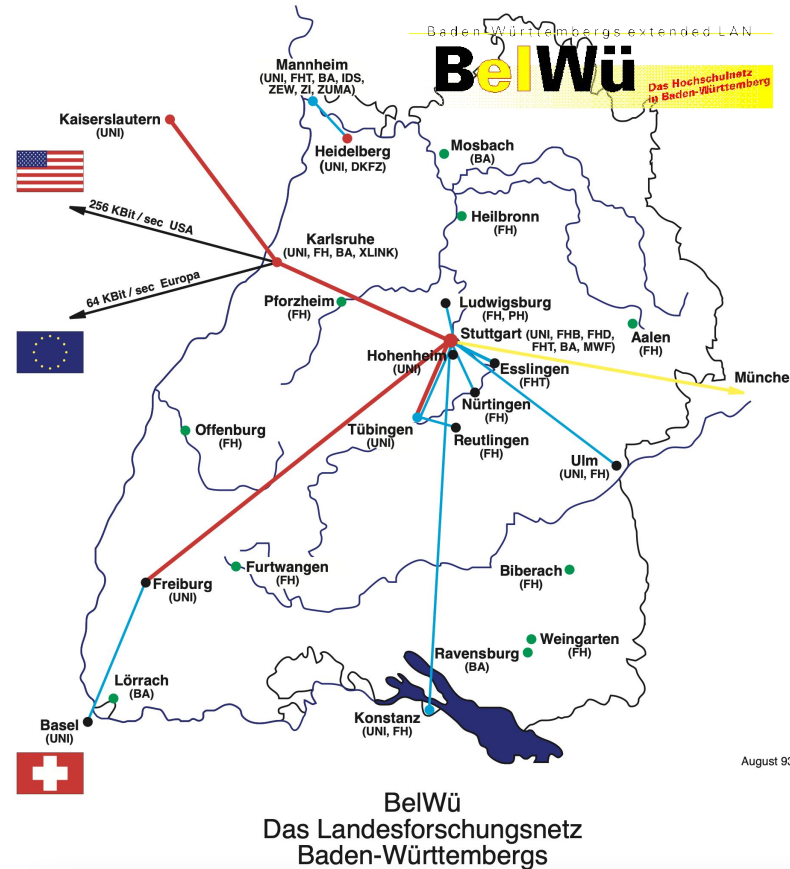 Baden-Württembergs extended LAN
BelWü
Das Hochschulnetz
in Baden-Württemberg
Mannheim
(UNI, FHT, BA, IDS,
ZEW, ZI, ZUMA)
Kaiserslautern
(UNI)
Heidelberg
(UNI, DKFZ)
Mosbach
(BA)
256 KBit / sec USA
Heilbronn
(FH)
Karlsruhe
(UNI, FH, BA, XLINK)
64 KBit / sec Europa
Pforzheim
(FH)
Ludwigsburg
(FH, PH)
Stuttgart (UNI, FHB, FHD,
FHT, BA, MWF)
Aalen
(FH)
Hohenheim
(UNI)
Esslingen
(FHT)
Münche
Nürtingen
(FH)
Offenburg
(FH)
Tübingen
(UNI)
Reutlingen
(FH)
Ulm
(UNI, FH)
Furtwangen
(FH)
Biberach
(FH)
Freiburg
(UNI)
Weingarten
(FH)
Ravensburg
(BA)
Lörrach
(BA)
Konstanz
(UNI, FH)
Basel
(UNI)
August 93
BelWü
Das Landesforschungsnetz
Baden-Württembergs